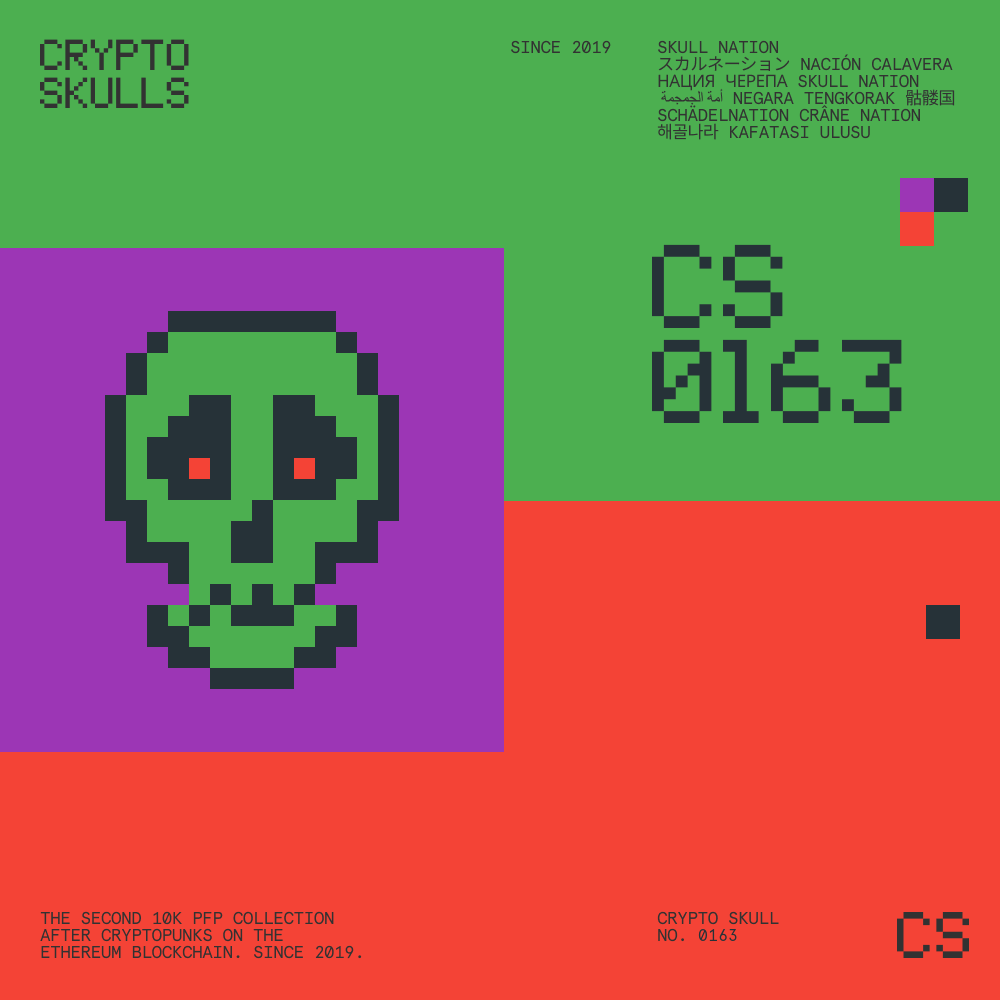 CRYPTO
SKULLS
SINCE 2019
SKULL NATION
スカルネーション NACIÓN CALAVERA
НАЦИЯ ЧЕРЕПА SKULL NATION
أمة الجمجمة NEGARA TENGKORAK 骷髅国
SCHÄDELNATION CRÂNE NATION
해골나라 KAFATASI ULUSU
CS
0163
THE SECOND 10K PFP COLLECTION
AFTER CRYPTOPUNKS ON THE
ETHEREUM BLOCKCHAIN. SINCE 2019.
CRYPTO SKULL
NO. 0163
CS